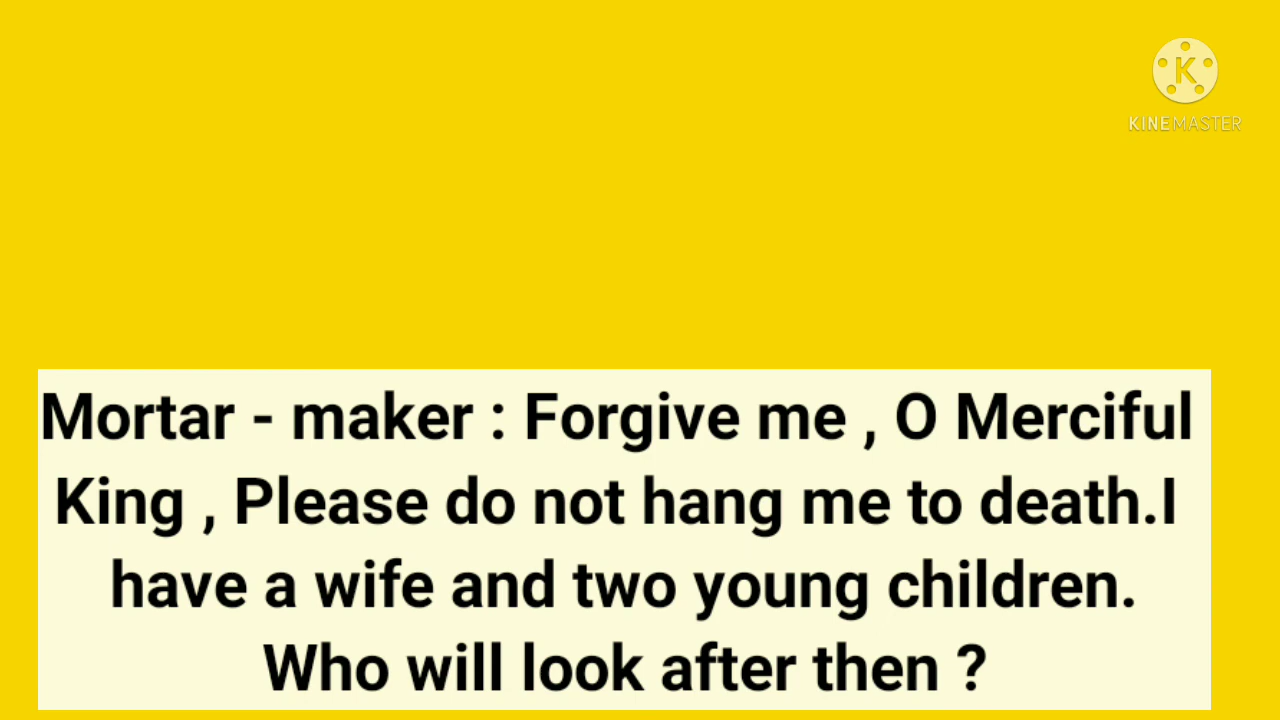 K
KINEMASTER
Mortar - maker : Forgive me , O Merciful
King , Please do not hang me to death.I
have a wife and two young children.
Who will look after then ?